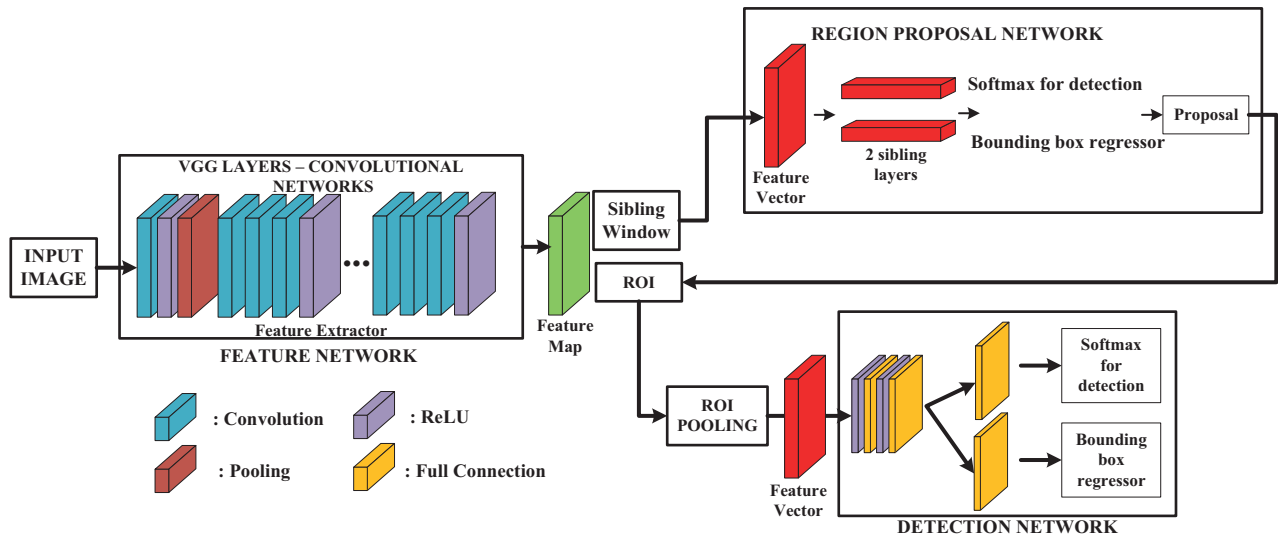 REGION PROPOSAL NETWORK
Softmax for detection
Bounding box regressor
Proposal
2 sibling
layers
Feature
Vector
VGG LAYERS – CONVOLUTIONAL
NETWORKS
Sibling
Window
INPUT
IMAGE
ROI
Feature Extractor
FEATURE NETWORK
Feature
Map
Softmax
for
detection
ROI
POOLING
: Convolution
: ReLU
: Pooling
: Full Connection
Bounding
box
regressor
Feature
Vector
DETECTION NETWORK